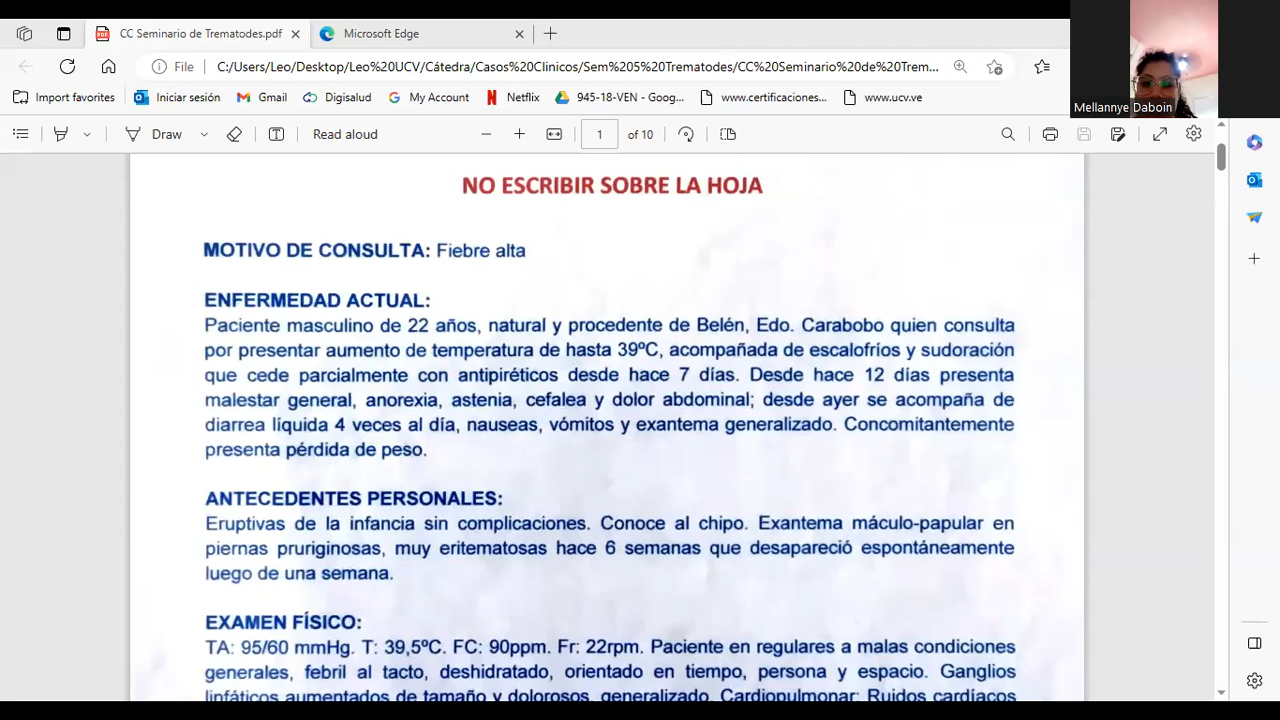 CC Seminario de Trematodes.pdf
Microsoft Edge
File
C:/Users/Leo/Desktop/Leo%20UCV/Cátedra/Casos%20Clinicos/Sem%205%20Trematodes/CC%20Seminario%20de%20Trem...
Import favorites
Iniciar sesión
Gmail
Digisalud
My Account
Netflix
945-18-VEN - Goog...
www.certificaciones...
www.ucv.ve
Mellannye Daboin
Draw
Read aloud
1 of 10
NO ESCRIBIR SOBRE LA HOJA
MOTIVO DE CONSULTA: Fiebre alta
ENFERMEDAD ACTUAL:
Paciente masculino de 22 años, natural y procedente de Belén, Edo. Carabobo quien consulta
por presentar aumento de temperatura de hasta 39ºC, acompañada de escalofríos y sudoración
que cede parcialmente con antipiréticos desde hace 7 días. Desde hace 12 días presenta
malestar general, anorexia, astenia, cefalea y dolor abdominal; desde ayer se acompaña de
diarrea líquida 4 veces al día, nauseas, vómitos y exantema generalizado. Concomitantemente
presenta pérdida de peso.
ANTECEDENTES PERSONALES:
Eruptivas de la infancia sin complicaciones. Conoce al chipo. Exantema máculo-papular en
piernas pruriginosas, muy eritematosas hace 6 semanas que desapareció espontáneamente
luego de una semana.
EXAMEN FÍSICO:
TA: 95/60 mmHg. T: 39,5ºC. FC: 90ppm. Fr: 22rpm. Paciente en regulares a malas condiciones
generales, febril al tacto, deshidratado, orientado en tiempo, persona y espacio. Ganglios
linfáticos aumentados de tamaño y dolorosos, generalizado. Cardiopulmonar: Ruidos cardíacos